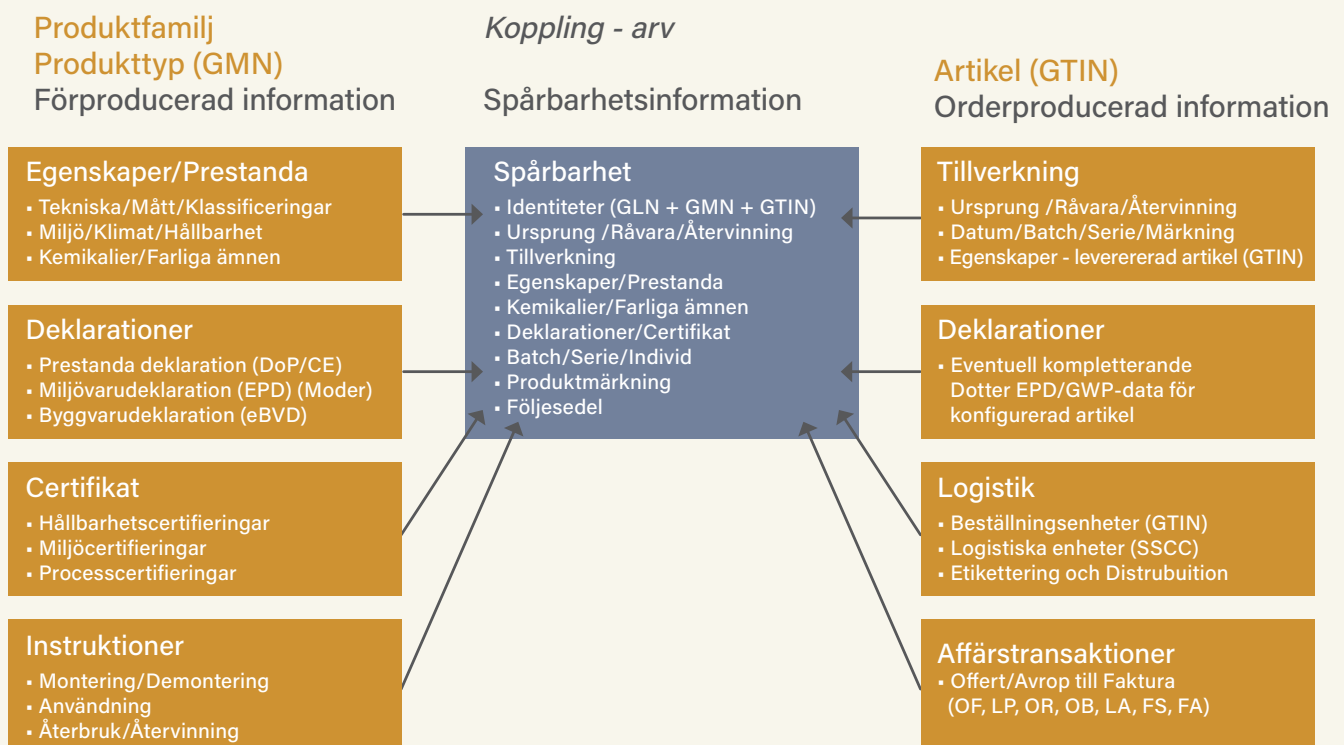 Produktfamilj
Produkttyp (GMN)
Förproducerad information
Egenskaper/Prestanda
▪ Tekniska/Mått/Klassificeringar
▪ Miljö/Klimat/Hållbarhet
▪ Kemikalier/Farliga ämnen
Deklarationer
▪ Prestanda deklaration (DoP/CE)
▪ Miljövarudeklaration (EPD) (Moder)
▪ Byggvarudeklaration (eBVD)
Certifikat
▪ Hållbarhetscertifieringar
▪ Miljöcertifieringar
▪ Processcertifieringar
Instruktioner
▪ Montering/Demontering
▪ Användning
▪ Återbruk/Återvinning
Koppling - arv
Spårbarhetsinformation
Spårbarhet
▪ Identiteter (GLN + GMN + GTIN)
▪ Ursprung /Råvara/Återvinning
▪ Tillverkning
▪ Egenskaper/Prestanda
▪ Kemikalier/Farliga ämnen
▪ Deklarationer/Certifikat
▪ Batch/Serie/Individ
▪ Produktmärkning
▪ Följesedel
Artikel (GTIN)
Orderproducerad information
Tillverkning
▪ Ursprung /Råvara/Återvinning
▪ Datum/Batch/Serie/Märkning
▪ Egenskaper - leverererad artikel (GTIN)
Deklarationer
▪ Eventuell kompletterande
Dotter EPD/GWP-data för
konfigurerad artikel
Logistik
▪ Beställningsenheter (GTIN)
▪ Logistiska enheter (SSCC)
▪ Etikettering och Distrubuition
Affärstransaktioner
▪ Offert/Avrop till Faktura
(OF, LP, OR, OB, LA, FS, FA)